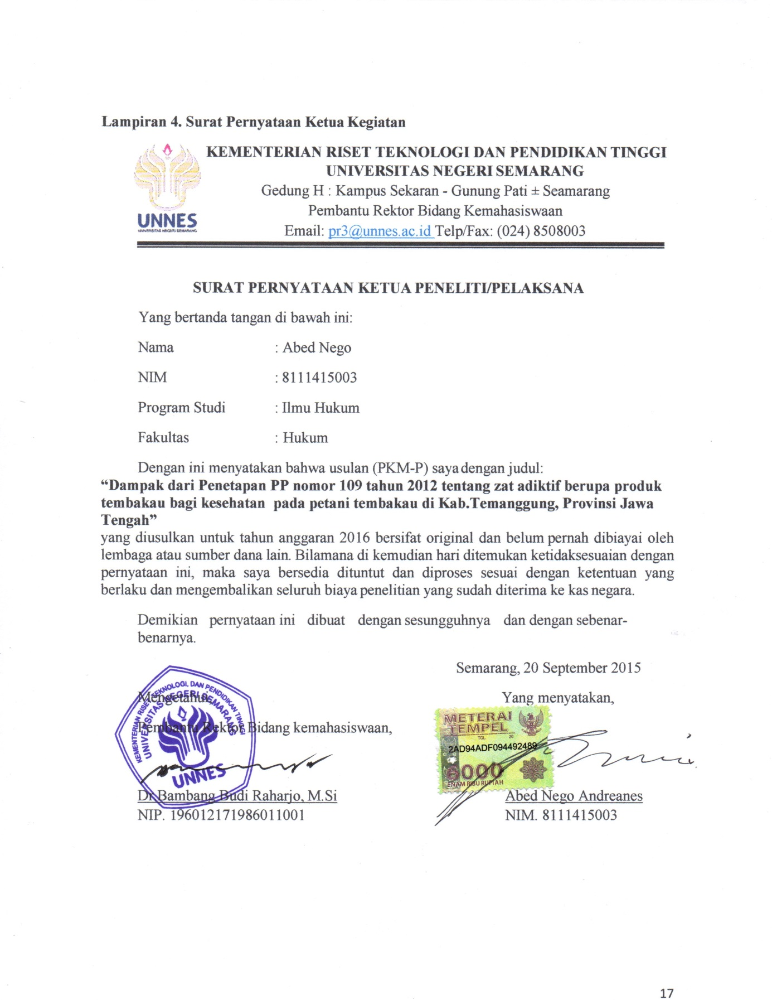 Lampiran 4. Surat Pernyataan Ketua Kegiatan
KEMENTERIAN RISET TEKNOLOGI DAN PENDIDIKAN TINGGI
UNIVERSITAS NEGERI SEMARANG
Gedung H : Kampus Sekaran - Gunung Pati ± Seamarang
Pembantu Rektor Bidang Kemahasiswaan
Email: pr3@unnes.ac.id Telp/Fax: (024) 8508003
UNNES
UNIVERSITAS NEGERI SEMARANG
SURAT PERNYATAAN KETUA PENELITI/PELAKSANA
Yang bertanda tangan di bawah ini:
Nama : Abed Nego
NIM : 8111415003
Program Studi : Ilmu Hukum
Fakultas : Hukum
Dengan ini menyatakan bahwa usulan (PKM-P) saya dengan judul:
“Dampak dari Penetapan PP nomor 109 tahun 2012 tentang zat adiktif berupa produk
tembakau bagi kesehatan pada petani tembakau di Kab.Temanggung, Provinsi Jawa
Tengah”
yang diusulkan untuk tahun anggaran 2016 bersifat original dan belum pernah dibiayai oleh
lembaga atau sumber dana lain. Bilamana di kemudian hari ditemukan ketidaksesuaian dengan
pernyataan ini, maka saya bersedia dituntut dan diproses sesuai dengan ketentuan yang
berlaku dan mengembalikan seluruh biaya penelitian yang sudah diterima ke kas negara.
Demikian pernyataan ini dibuat dengan sesungguhnya dan dengan sebenar-
benarnya.
Semarang, 20 September 2015
Mengetahui,
Yang menyatakan,
Pembantu Rektor Bidang kemahasiswaan,
KEMENTERIAN RISET, TEKNOLOGI, DAN PENDIDIKAN TINGGI
UNIVERSITAS NEGERI SEMARANG
UNNES
METERAI
TEMPEL
TGL 20
2AD94ADF094492489
6000
ENAM RIBU RUPIAH
Dr Bambang Budi Raharjo, M.Si
Abed Nego Andreanes
NIP. 196012171986011001
NIM. 8111415003
17